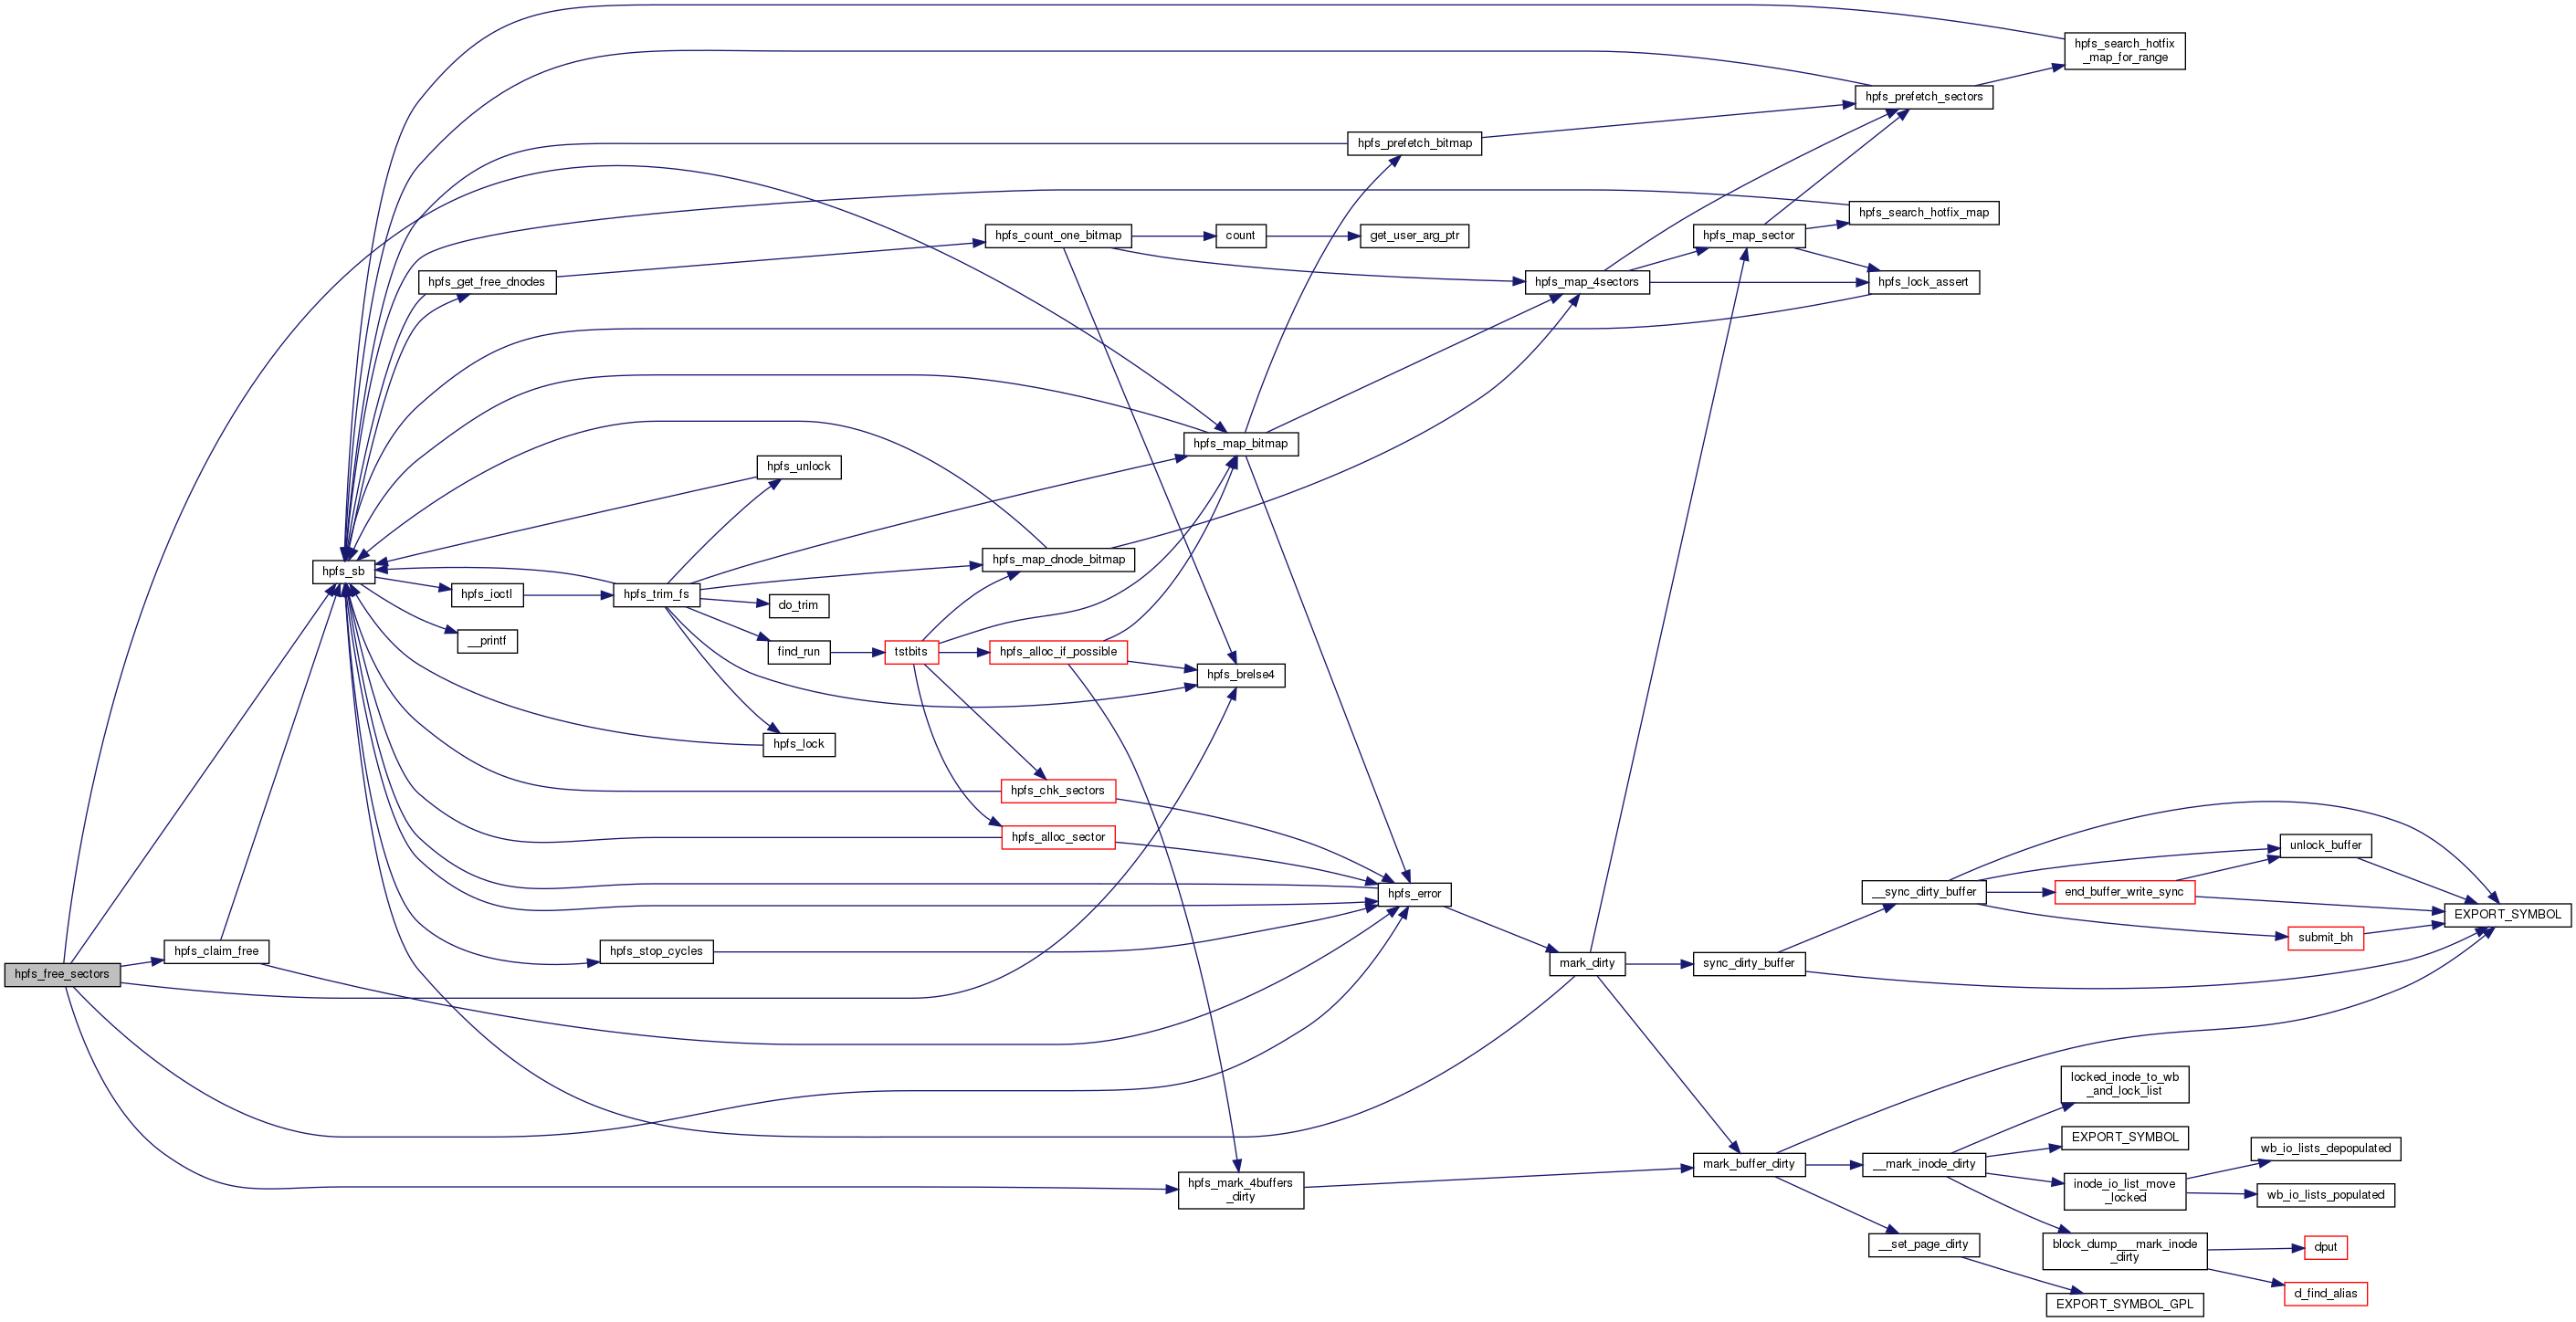 hpfs_search_hotfix
_map_for_range
hpfs_prefetch_sectors
hpfs_prefetch_bitmap
hpfs_search_hotfix_map
hpfs_count_one_bitmap
count
get_user_arg_ptr
hpfs_map_sector
hpfs_get_free_dnodes
hpfs_map_4sectors
hpfs_lock_assert
hpfs_map_bitmap
hpfs_unlock
hpfs_map_dnode_bitmap
hpfs_sb
hpfs_ioctl
hpfs_trim_fs
do_trim
__printf
find_run
tstbits
hpfs_alloc_if_possible
hpfs_brelse4
hpfs_lock
hpfs_chk_sectors
hpfs_alloc_sector
unlock_buffer
hpfs_error
__sync_dirty_buffer
end_buffer_write_sync
EXPORT_SYMBOL
submit_bh
hpfs_claim_free
hpfs_stop_cycles
mark_dirty
sync_dirty_buffer
hpfs_free_sectors
locked_inode_to_wb
_and_lock_list
EXPORT_SYMBOL
wb_io_lists_depopulated
mark_buffer_dirty
__mark_inode_dirty
hpfs_mark_4buffers
_dirty
inode_io_list_move
_locked
wb_io_lists_populated
__set_page_dirty
block_dump___mark_inode
_dirty
dput
d_find_alias
EXPORT_SYMBOL_GPL